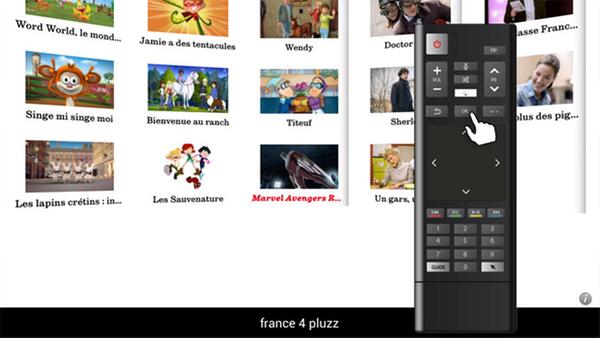 Word World, le mond...
Jamie a des tentacules
Wendy
Doctor
asse Franc...
Singe mi singe moi
Bienvenue au ranch
Titeuf
Sherl
plus des pig...
Les lapins crétins : in...
Les Sauvenature
Marvel Avengers R...
Un gars, u
PIP
VOL
PR
OK
1 2 3
4 5 6
7 8 9
GUIDE 0
i
france 4 pluzz